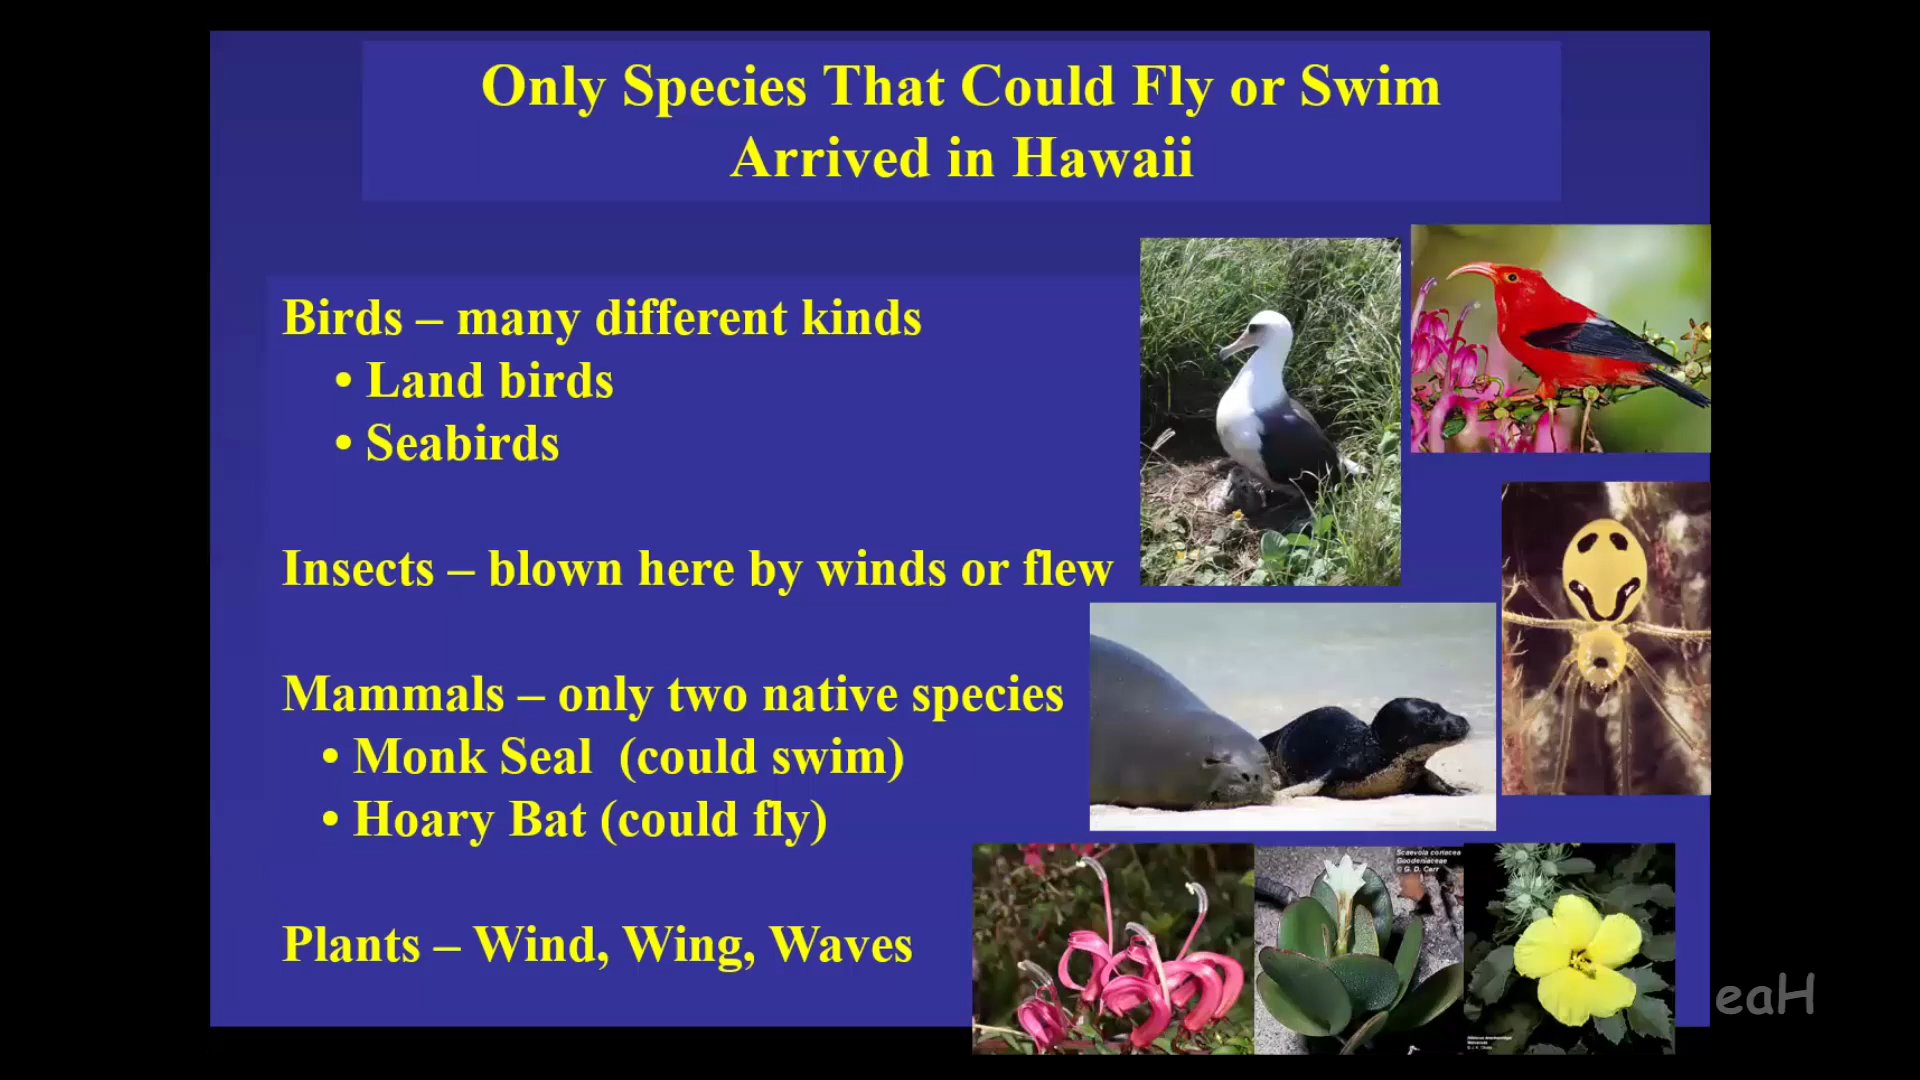 Only Species That Could Fly or Swim
Arrived in Hawaii
Birds – many different kinds
• Land birds
• Seabirds
Insects – blown here by winds or flew
Mammals – only two native species
• Monk Seal (could swim)
• Hoary Bat (could fly)
Plants – Wind, Wing, Waves
Scaevola coriacea
Goodeniaceae
© G. D. Carr
eaH